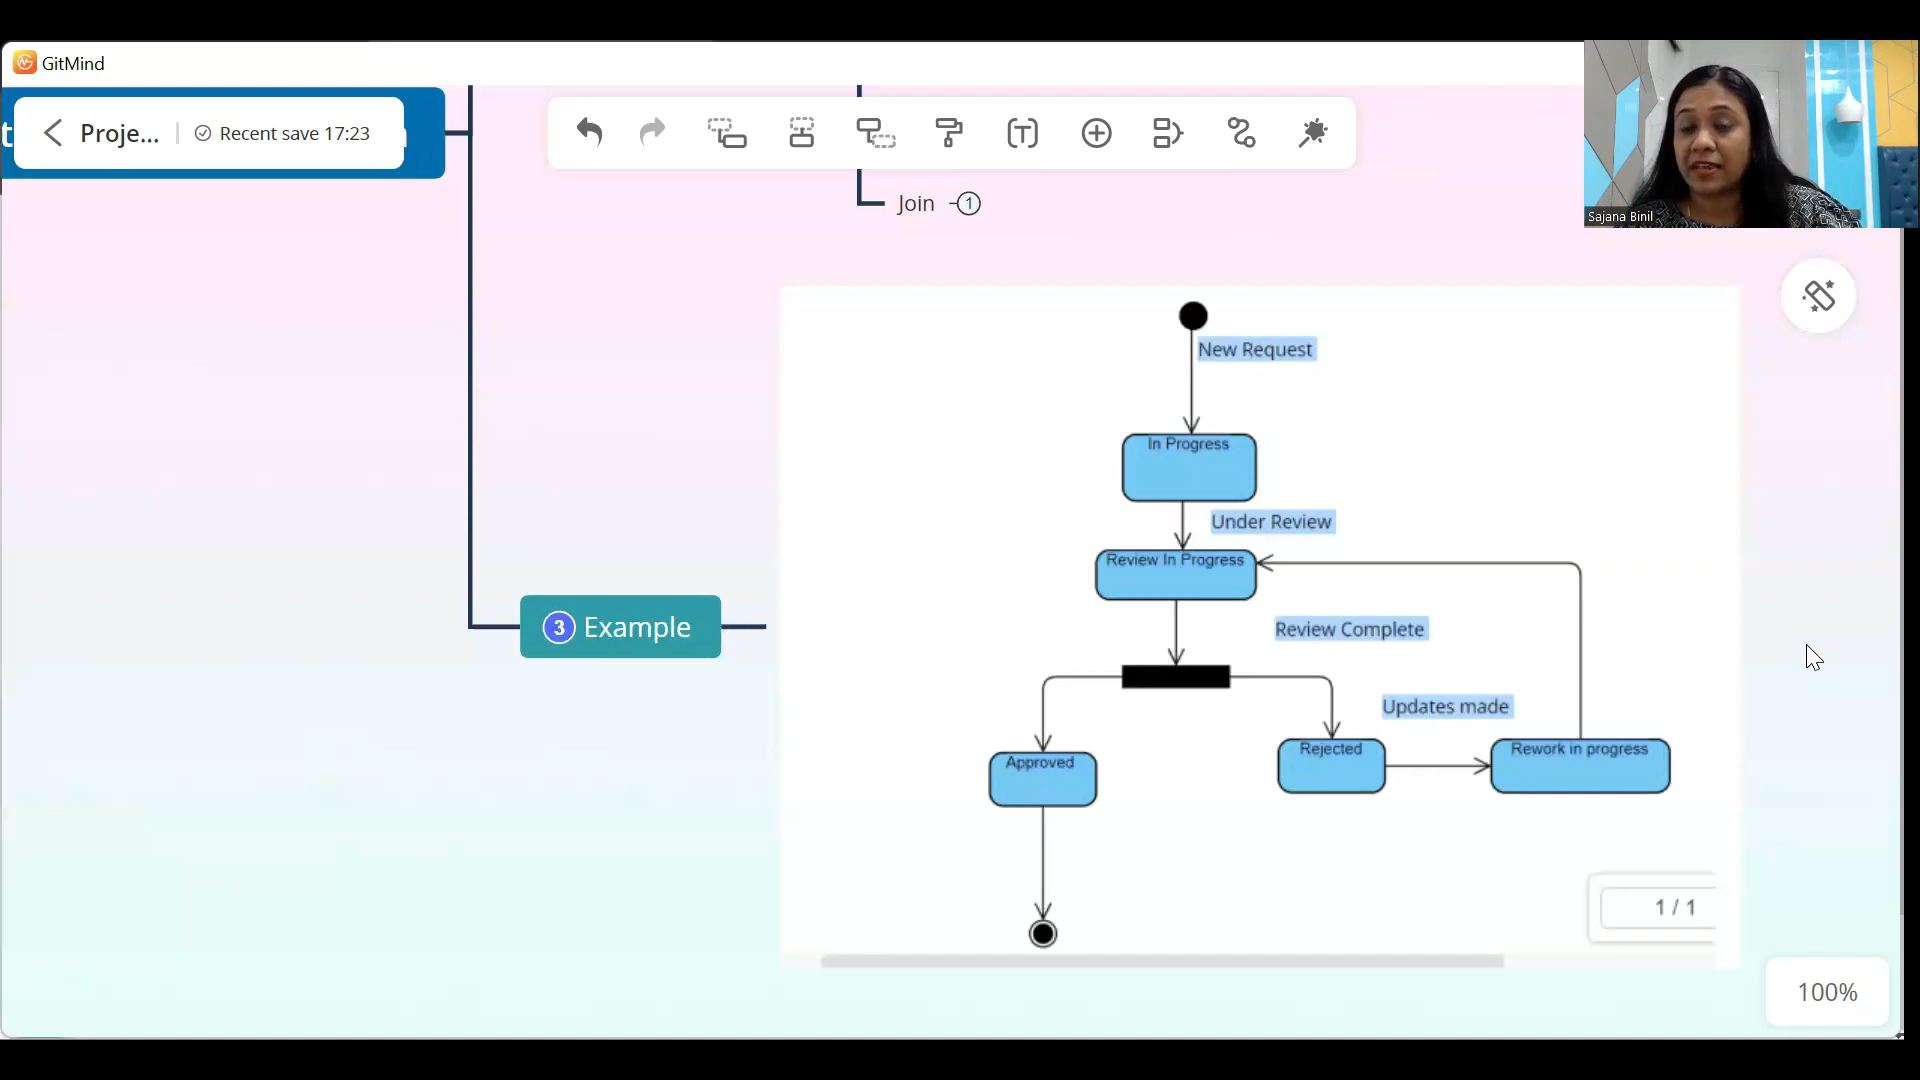 GitMind
t
Proje...
Recent save 17:23
Join
1
Sajana Binil
New Request
In Progress
Under Review
Review In Progress
3 Example
Review Complete
Updates made
Approved
Rejected
Rework in progress
1 / 1
100%